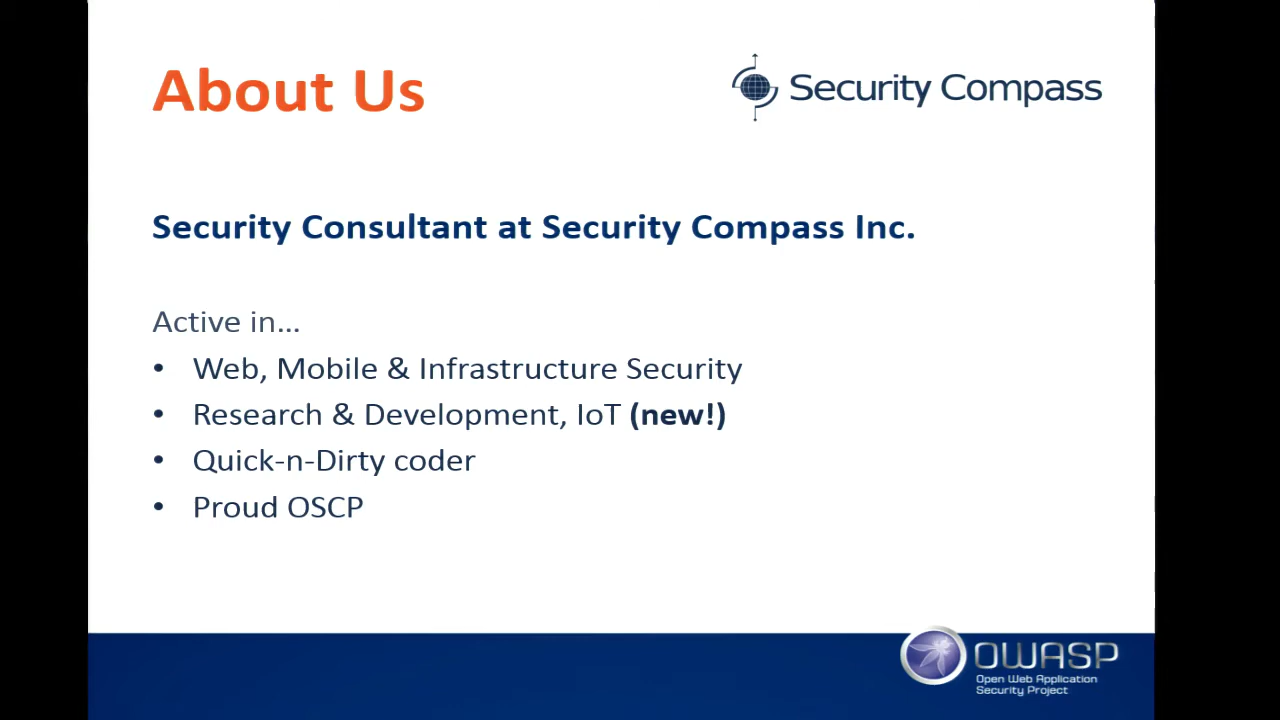 About Us
Security Compass
Security Consultant at Security Compass Inc.
Active in...
• Web, Mobile & Infrastructure Security
• Research & Development, IoT (new!)
• Quick-n-Dirty coder
• Proud OSCP
OWASP
Open Web Application
Security Project